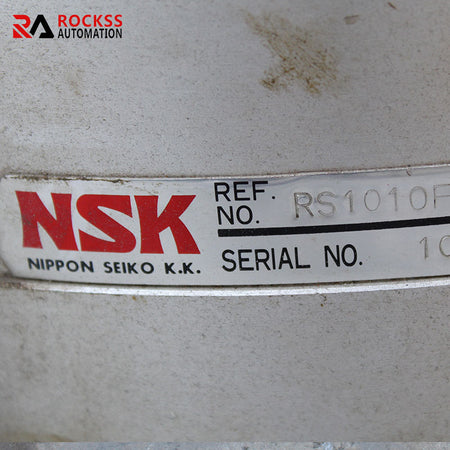 ROCKSS
AUTOMATION
NSK
NIPPON SEIKO K.K.
REF.
NO. RS1010F
SERIAL NO. 10